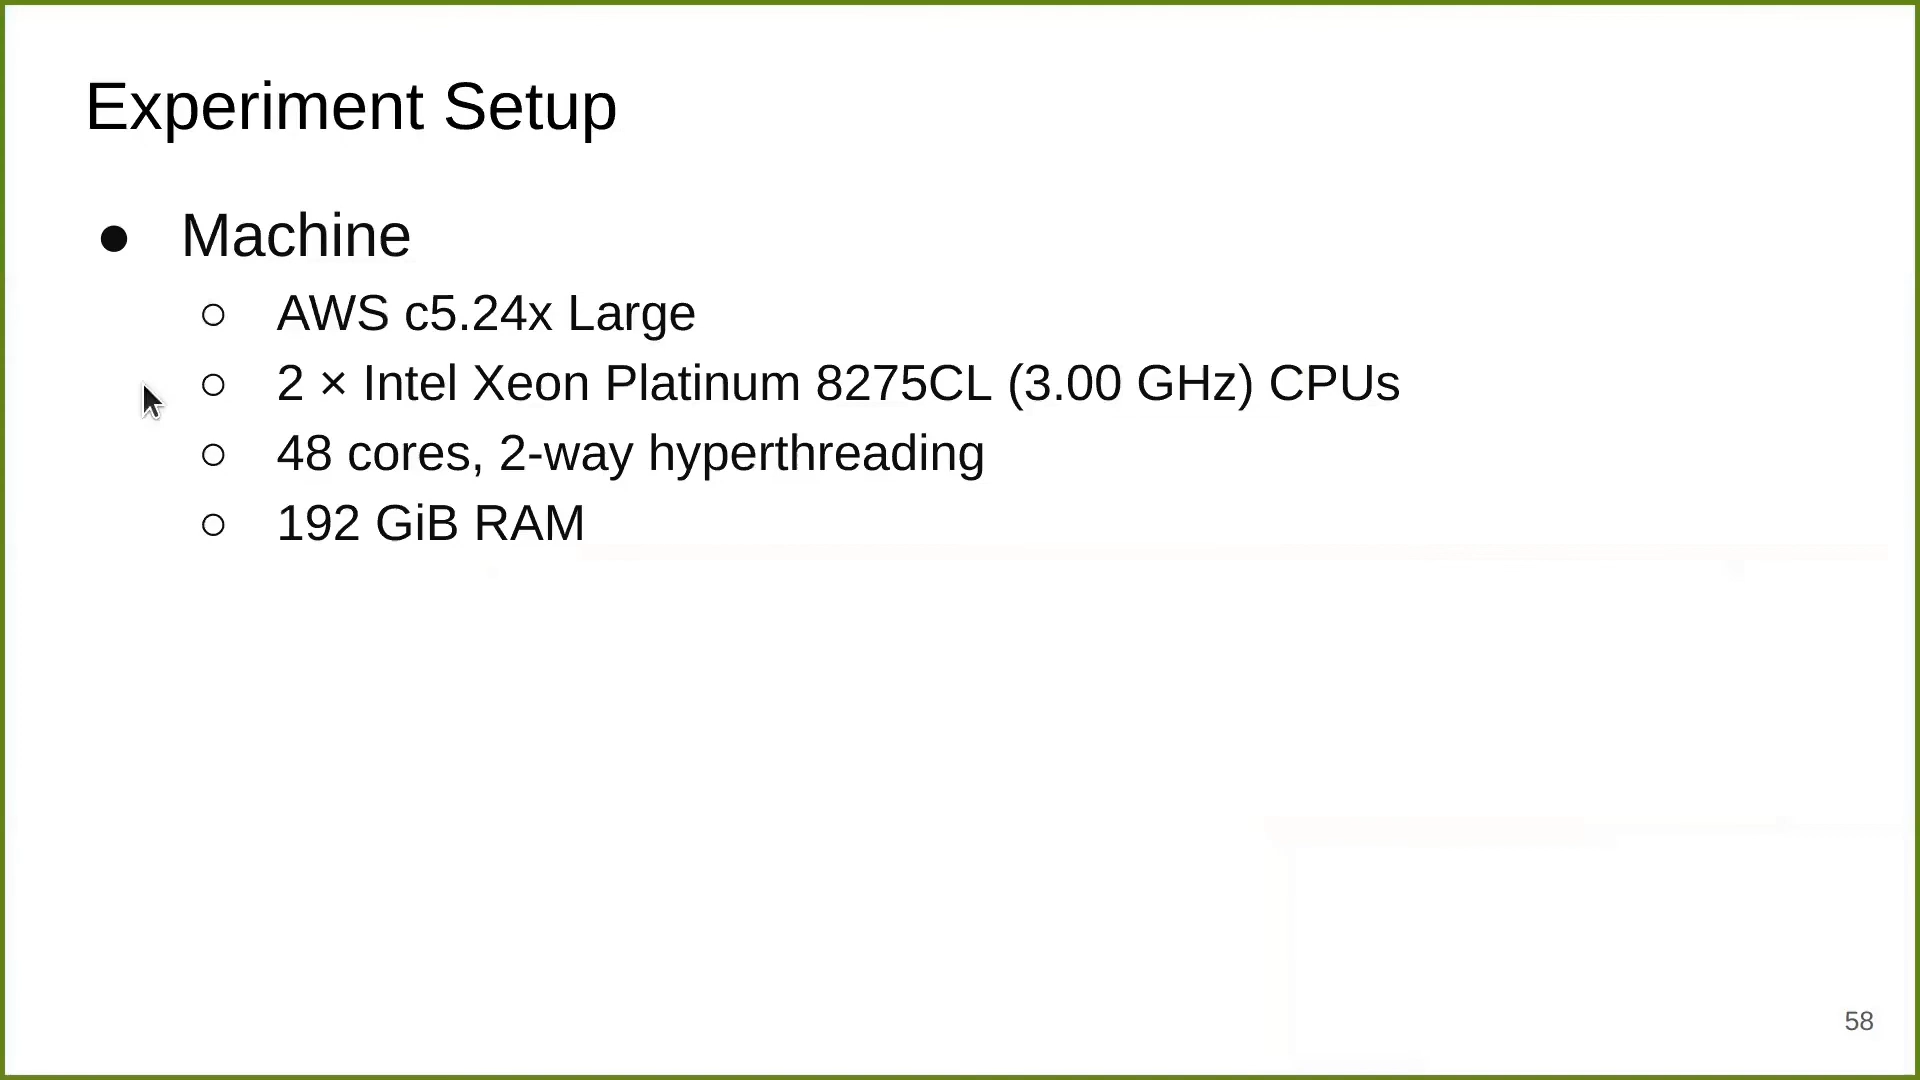 Experiment Setup
● Machine
○ AWS c5.24x Large
○ 2 × Intel Xeon Platinum 8275CL (3.00 GHz) CPUs
○ 48 cores, 2-way hyperthreading
○ 192 GiB RAM
58